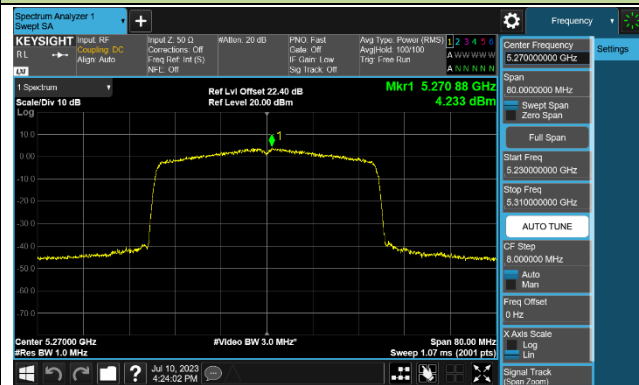 Spectrum Analyzer 1
Swept SA
Frequency
KEYSIGHT
Input: RF
Input Z: 50 Ω
#Atten: 20 dB
PNO: Fast
Avg Type: Power (RMS)
1 2 3 4 5 6
RL
Coupling: DC
Corrections: Off
Gate: Off
Avg|Hold: 100/100
A W W W W W
Align: Auto
Freq Ref: Int (S)
IF Gain: Low
Trig: Free Run
NFE: Off
Sig Track: Off
A N N N N N
LXI
1 Spectrum
Ref Lvl Offset 22.40 dB
Mkr1 5.270 88 GHz
Scale/Div 10 dB
Ref Level 20.00 dBm
4.233 dBm
Log
1
10.0
0.00
-10.0
-20.0
-30.0
-40.0
-50.0
-60.0
-70.0
Center 5.27000 GHz
#Video BW 3.0 MHz*
Span 80.00 MHz
#Res BW 1.0 MHz
Sweep 1.07 ms (2001 pts)
Center Frequency
5.270000000 GHz
Settings
Span
80.0000000 MHz
Swept Span
Zero Span
Full Span
Start Freq
5.230000000 GHz
Stop Freq
5.310000000 GHz
AUTO TUNE
CF Step
8.000000 MHz
Auto
Man
Freq Offset
0 Hz
X Axis Scale
Log
Lin
Signal Track
(Span Zoom)
Jul 10, 2023
4:24:02 PM